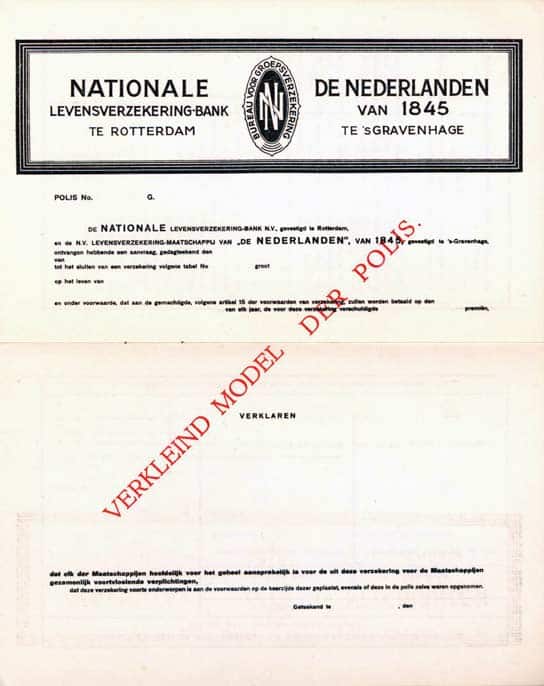 NATIONALE
LEVENSVERZEKERING-BANK
TE ROTTERDAM
BUREAU VOOR GROEPSVERZEKERING
NN
DE NEDERLANDEN
VAN 1845
TE 'SGRAVENHAGE
POLIS No. G.
DE NATIONALE LEVENSVERZEKERING-BANK N.V., gevestigd te Rotterdam,
en de N.V. LEVENSVERZEKERING-MAATSCHAPPIJ VAN „DE NEDERLANDEN", VAN 1845, gevestigd te 's-Gravenhage,
ontvangen hebbende een aanvraag, gedagteekend den
van
tot het sluiten van eene verzekering volgens tabel No groot
op het leven van
en onder voorwaarde, dat aan de gemachtigde, volgens artikel 15 der voorwaarden van verzekering, zullen worden betaald op den
van elk jaar, de voor deze verzekering verschuldigde premiën,
VERKLEIND MODEL DER POLIS.
VERKLAREN
dat elk der Maatschappijen hoofdelijk voor het geheel aansprakelijk is voor de uit deze verzekering voor de Maatschappijen
gezamenlijk voortvloeiende verplichtingen,
dat deze verzekering voorts onderworpen is aan de voorwaarden op de keerzijde dezer geplaatst, evenals of deze in de polis zelve waren opgenomen.
Geteekend te , den